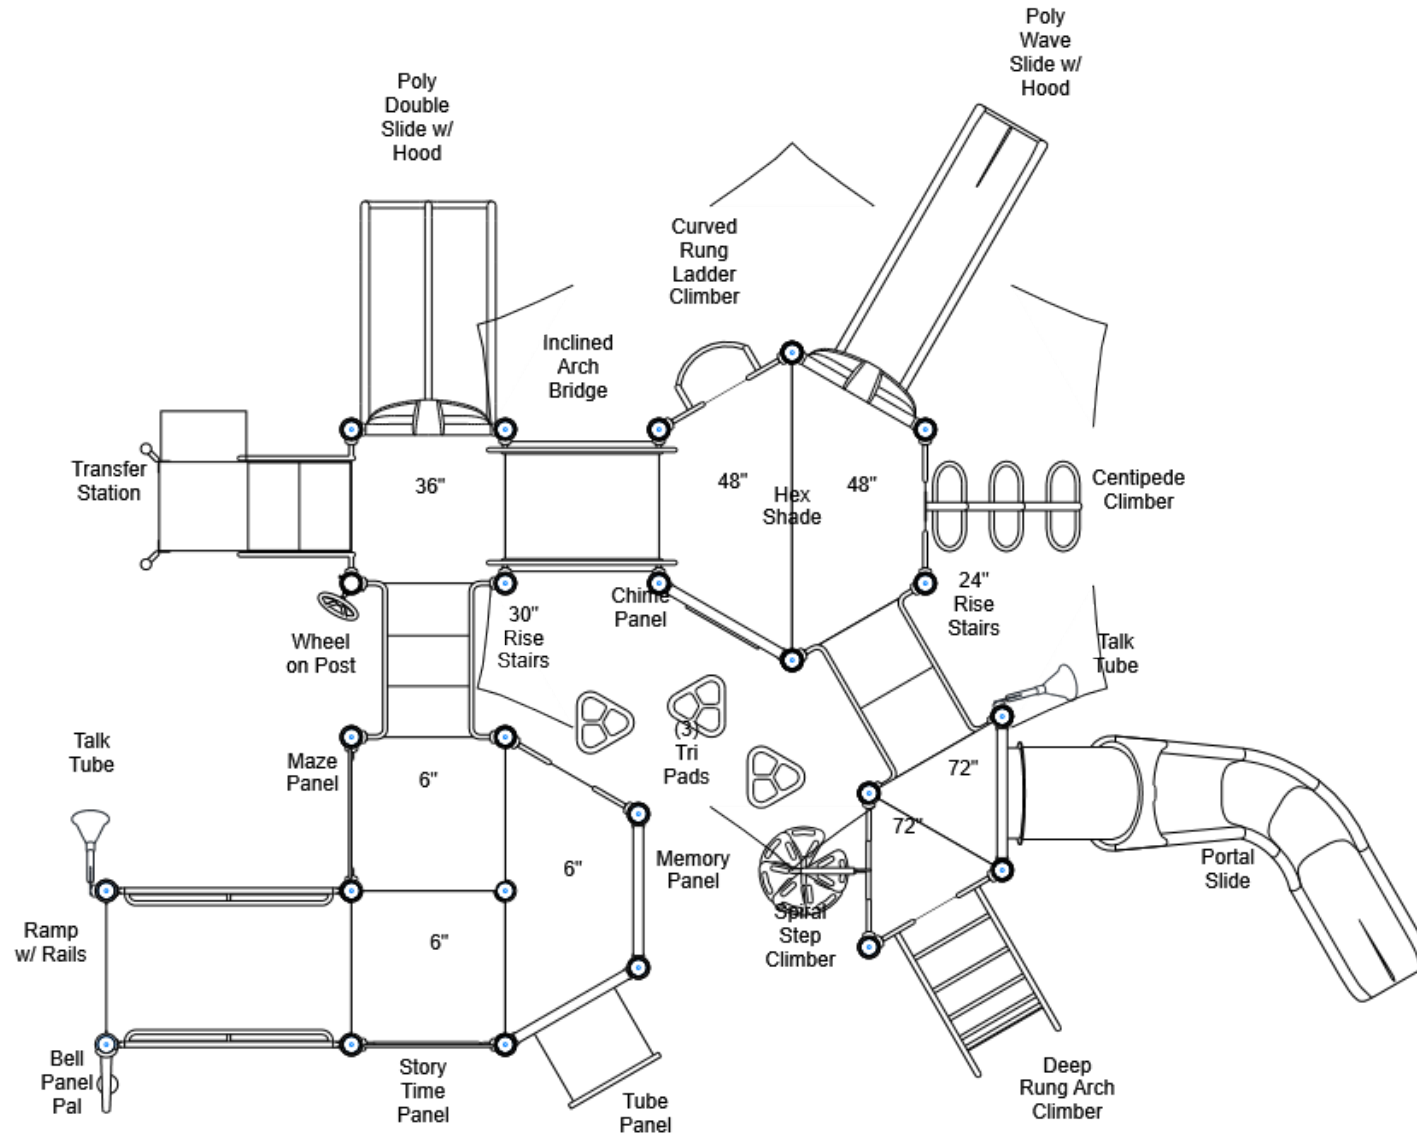 Poly
Wave
Slide w/
Hood
Poly
Double
Slide w/
Hood
Curved
Rung
Ladder
Climber
Inclined
Arch
Bridge
Transfer
Station
36"
48"
48"
Hex
Shade
Centipede
Climber
Wheel
on Post
30"
Rise
Stairs
Chime
Panel
24"
Rise
Stairs
Talk
Tube
Talk
Tube
Maze
Panel
6"
(3)
Tri
Pads
72"
72"
6"
Memory
Panel
Portal
Slide
Ramp
w/ Rails
6"
Spiral
Step
Climber
Bell
Panel
Pal
Story
Time
Panel
Tube
Panel
Deep
Rung Arch
Climber